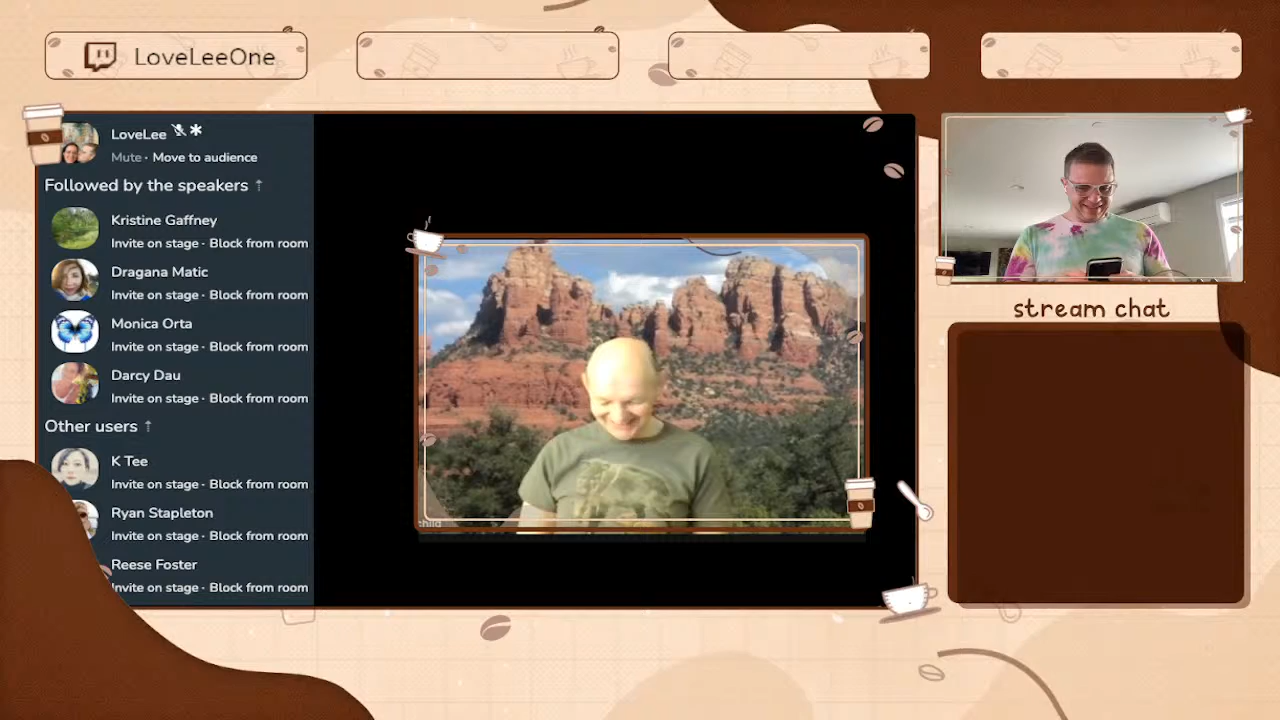 LoveLeeOne
LoveLee
Mute · Move to audience
Followed by the speakers ↑
Kristine Gaffney
Invite on stage · Block from room
Dragana Matic
Invite on stage · Block from room
Monica Orta
Invite on stage · Block from room
Darcy Dau
Invite on stage · Block from room
Other users ↑
K Tee
Invite on stage · Block from room
Ryan Stapleton
Invite on stage · Block from room
Reese Foster
Invite on stage · Block from room
child
stream chat